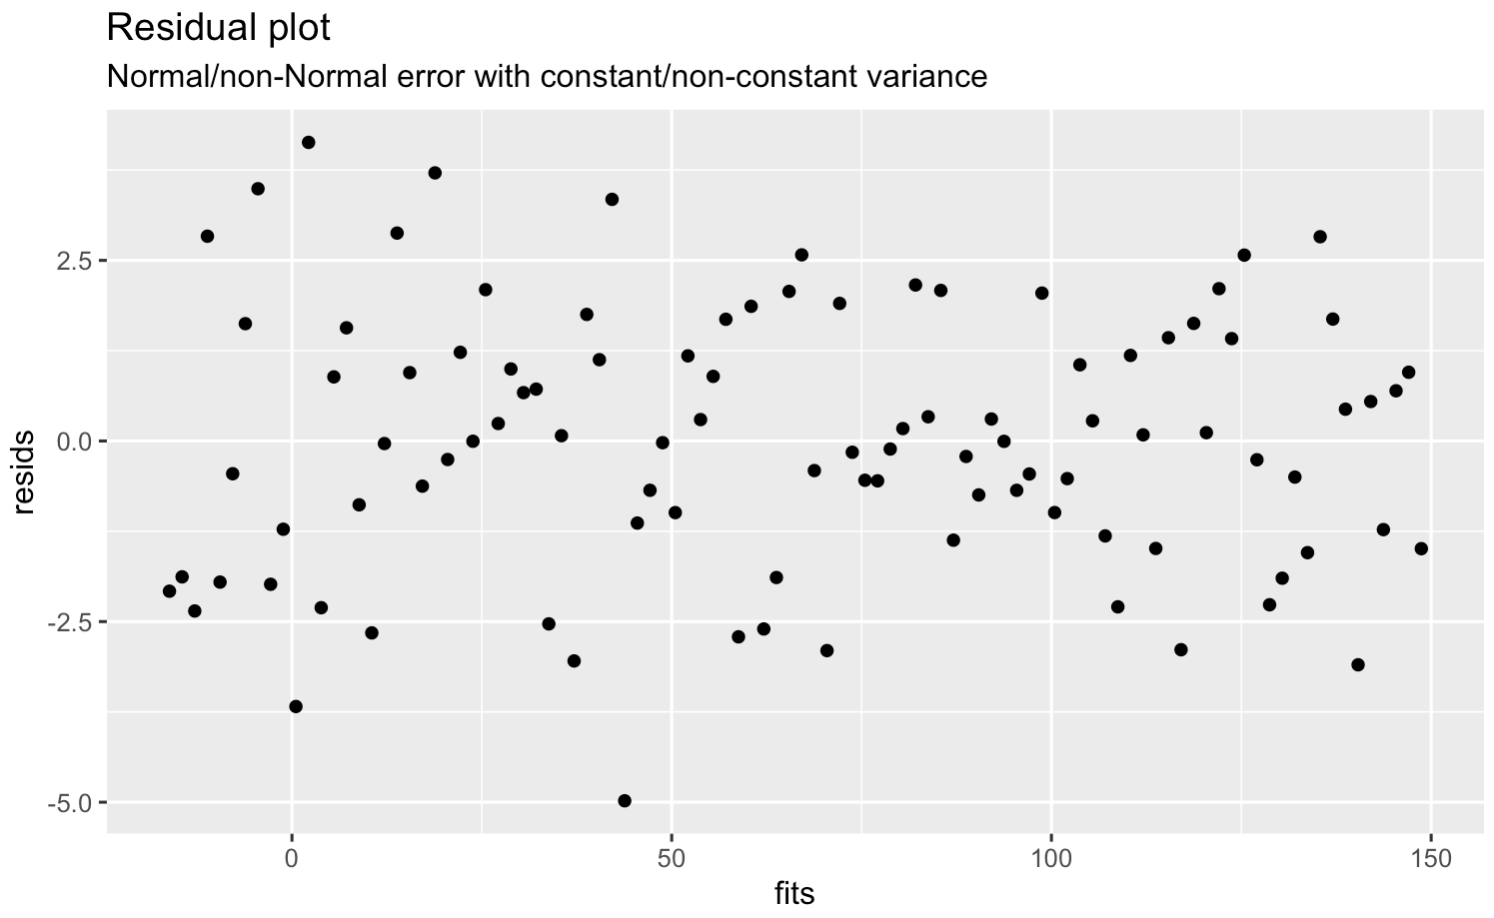 Residual plot
Normal/non-Normal error with constant/non-constant variance
2.5
0.0
-2.5
-5.0
resids
0 50 100 150
fits